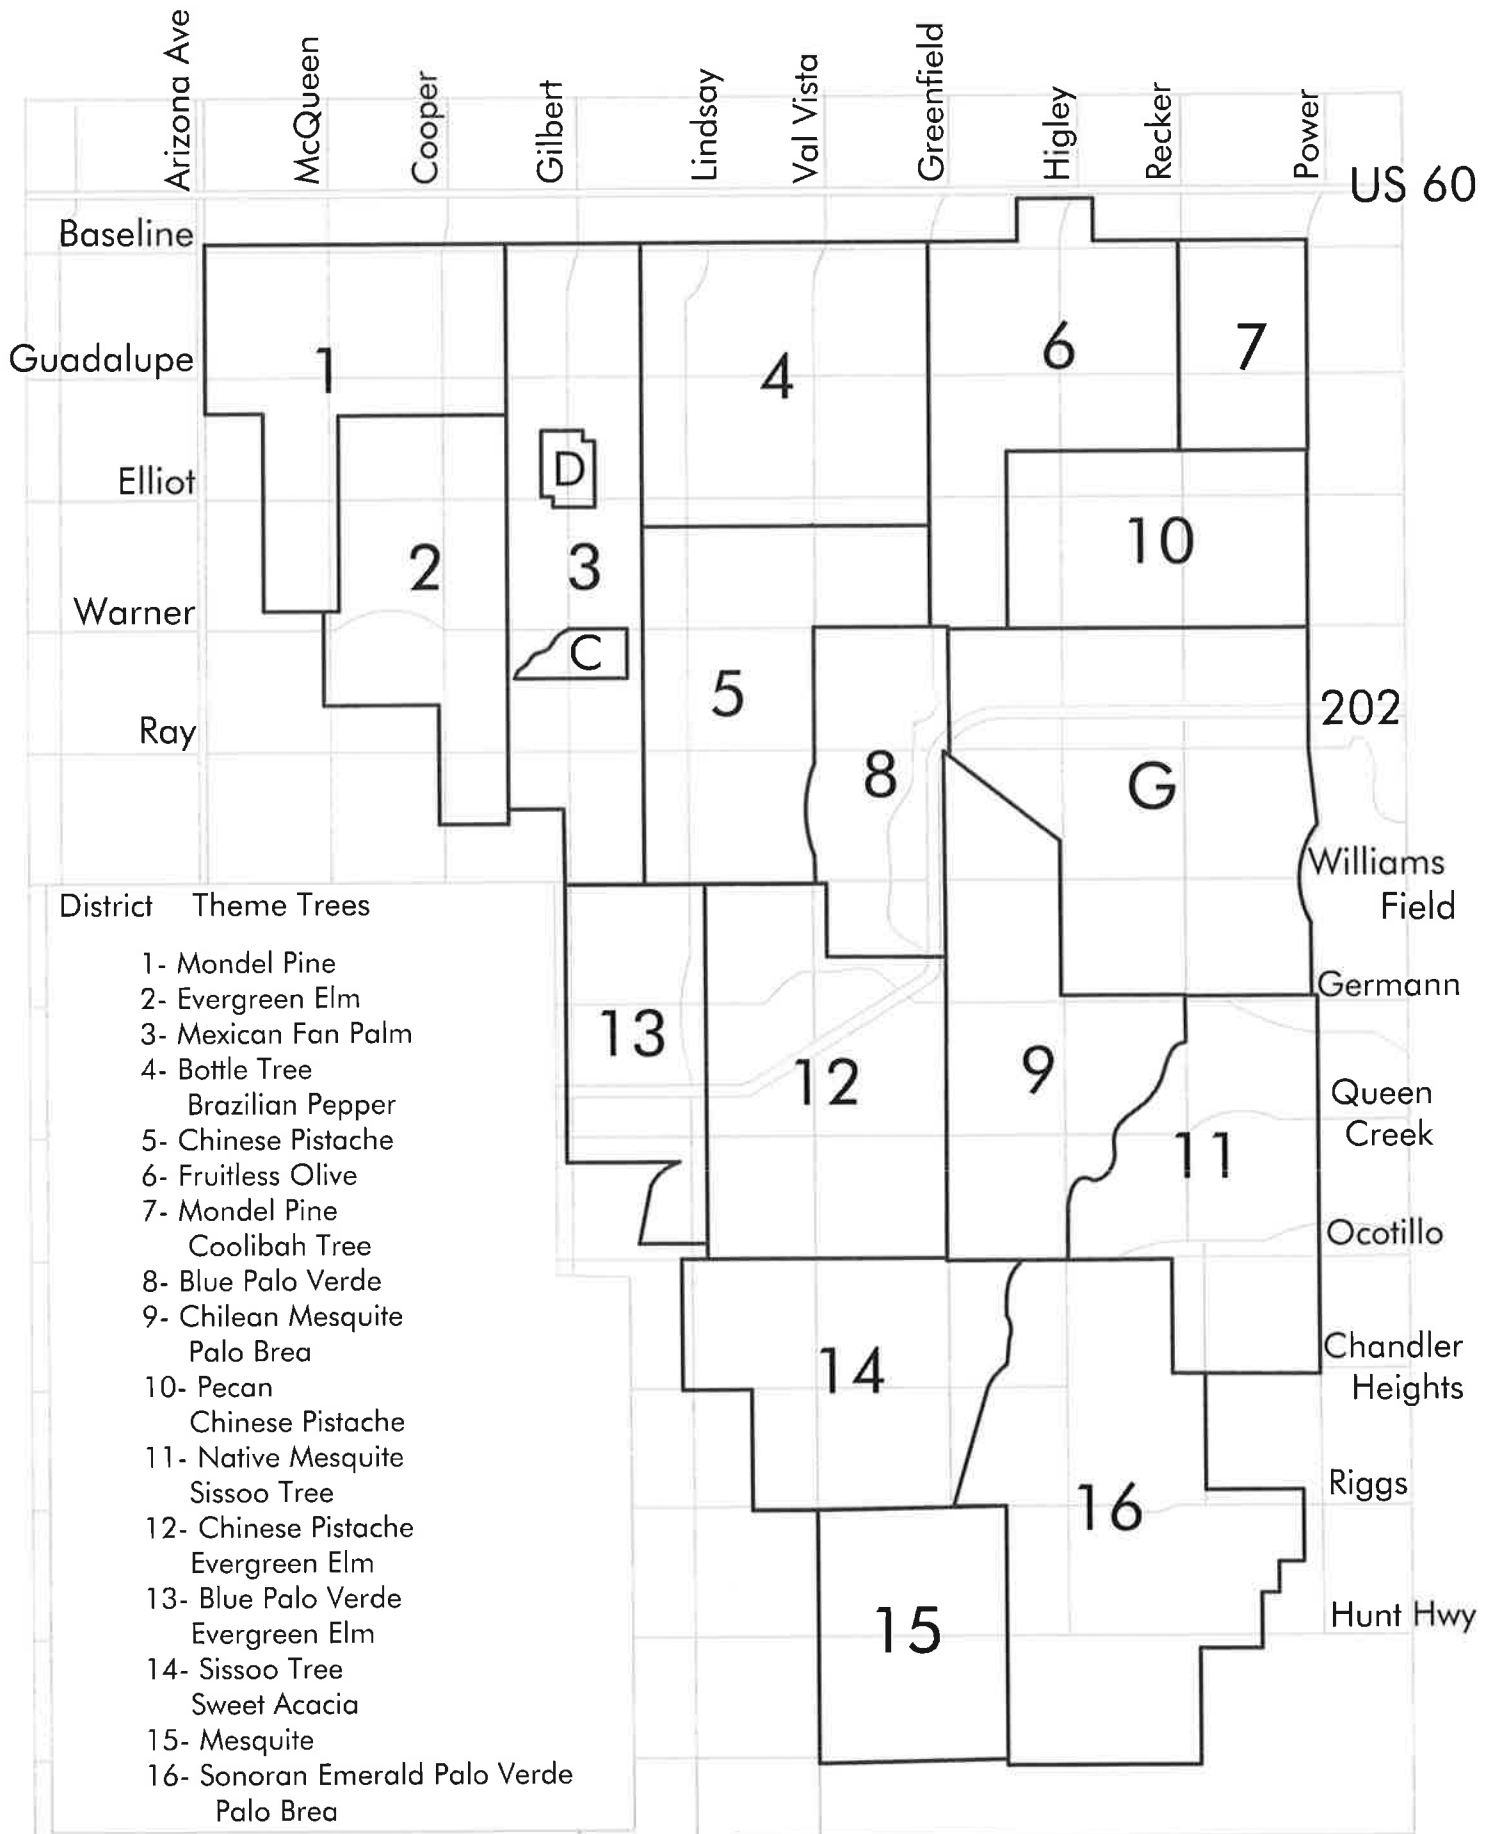 Arizona Ave
McQueen
Cooper
Gilbert
Lindsay
Val Vista
Greenfield
Higley
Recker
Power
US 60
Baseline
Guadalupe
1
4
6
7
Elliot
D
2
3
10
Warner
C
5
202
Ray
8
G
Williams
Field
Germann
13
12
9
Queen
Creek
11
Ocotillo
14
Chandler
Heights
16
Riggs
15
Hunt Hwy
District Theme Trees
1- Mondel Pine
2- Evergreen Elm
3- Mexican Fan Palm
4- Bottle Tree
Brazilian Pepper
5- Chinese Pistache
6- Fruitless Olive
7- Mondel Pine
Coolibah Tree
8- Blue Palo Verde
9- Chilean Mesquite
Palo Brea
10- Pecan
Chinese Pistache
11- Native Mesquite
Sissoo Tree
12- Chinese Pistache
Evergreen Elm
13- Blue Palo Verde
Evergreen Elm
14- Sissoo Tree
Sweet Acacia
15- Mesquite
16- Sonoran Emerald Palo Verde
Palo Brea